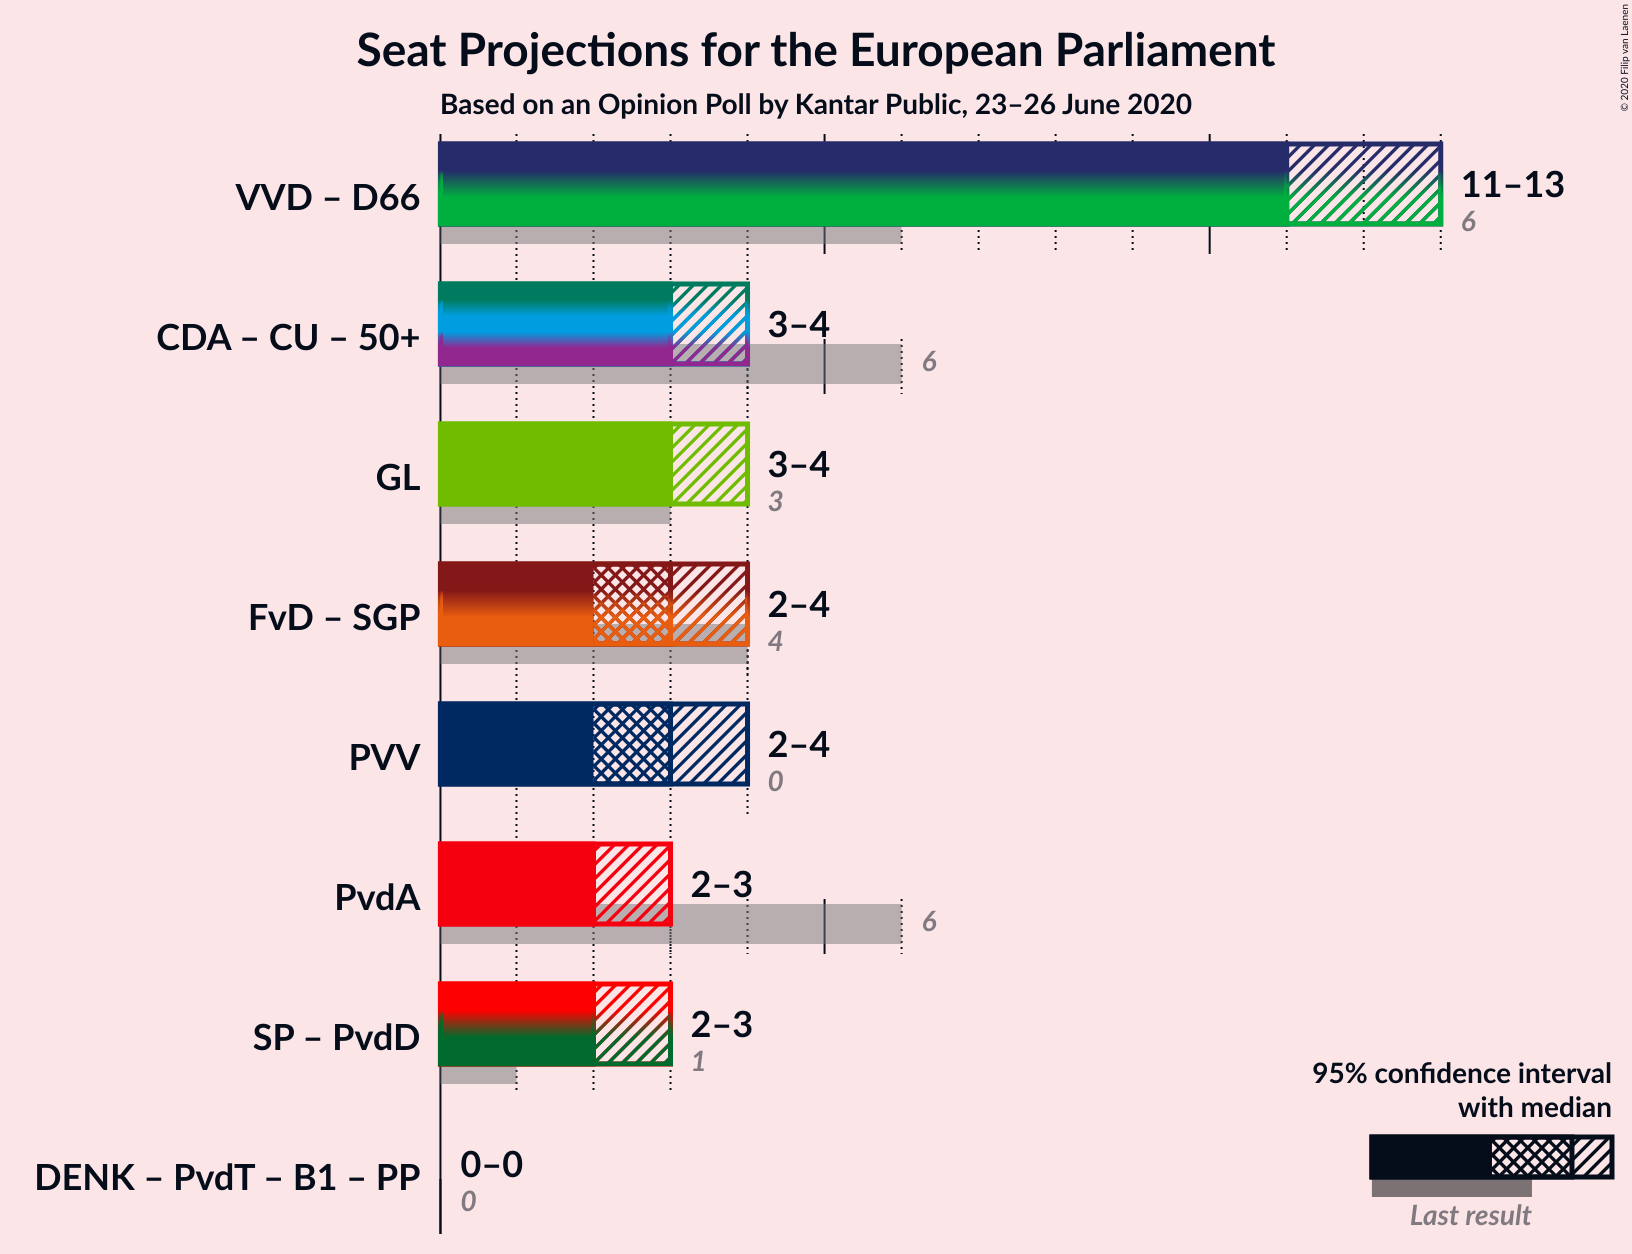 Seat Projections for the European Parliament
Based on an Opinion Poll by Kantar Public, 23–26 June 2020
© 2020 Filip van Laenen
VVD – D66
11–13
6
CDA – CU – 50+
3–4
6
GL
3–4
3
FvD – SGP
2–4
4
PVV
2–4
0
PvdA
2–3
6
SP – PvdD
2–3
1
DENK – PvdT – B1 – PP
0–0
0
95% confidence interval
with median
Last result